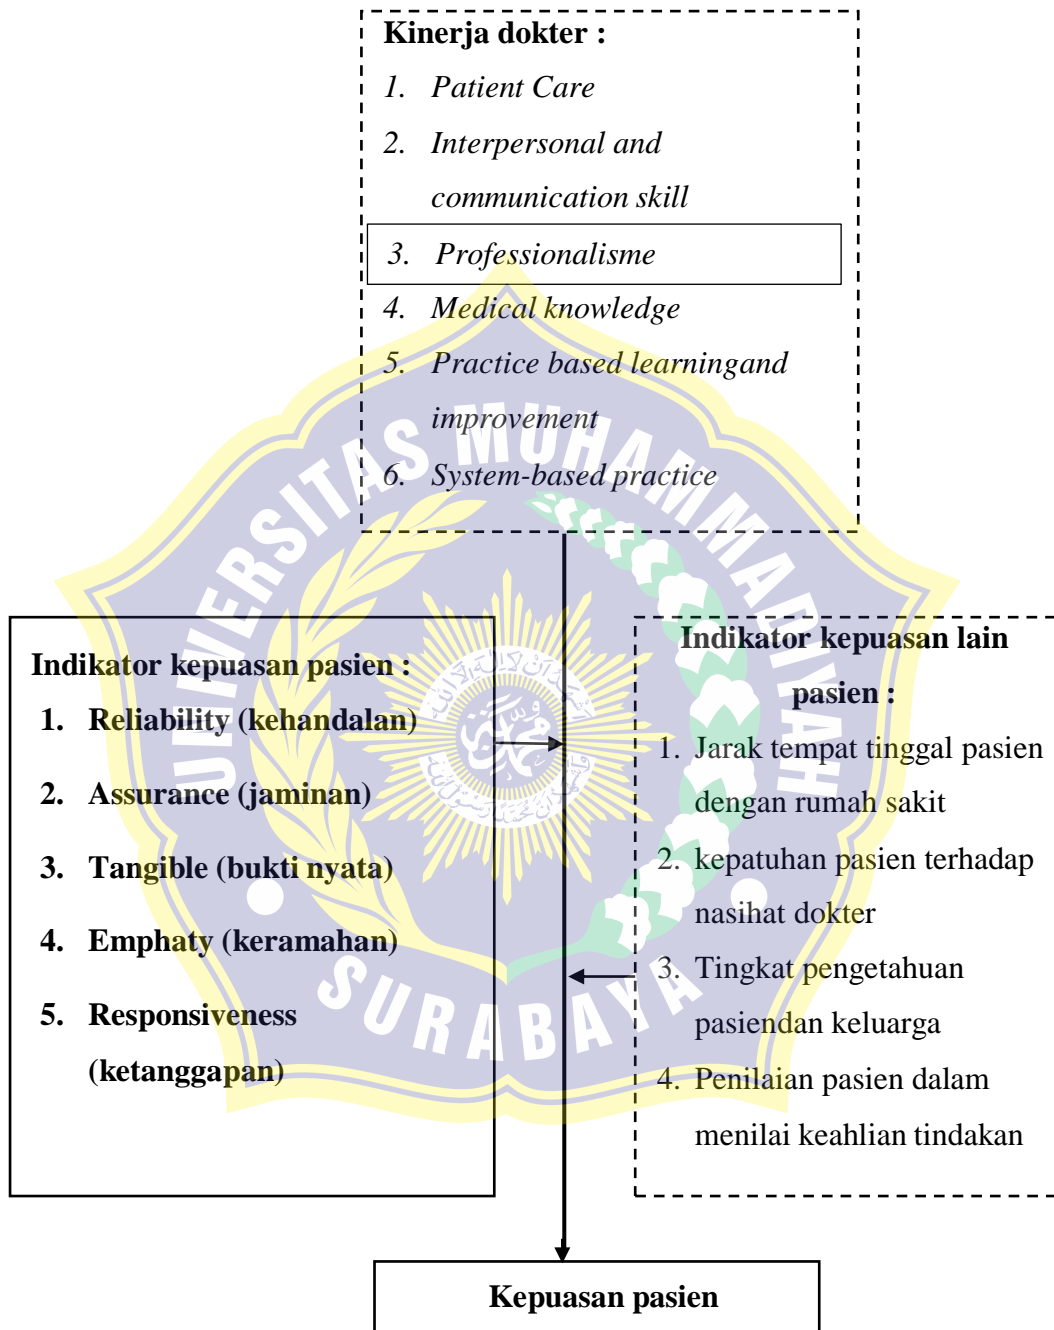 Kinerja dokter :
1. Patient Care
2. Interpersonal and
communication skill
3. Professionalisme
4. Medical knowledge
5. Practice based learningand
improvement
6. System-based practice
UNIVERSITAS MUHAMMADIYAH
SURABAYA
Indikator kepuasan pasien :
1. Reliability (kehandalan)
2. Assurance (jaminan)
3. Tangible (bukti nyata)
4. Emphaty (keramahan)
5. Responsiveness
(ketanggapan)
Indikator kepuasan lain
pasien :
1. Jarak tempat tinggal pasien
dengan rumah sakit
2. kepatuhan pasien terhadap
nasihat dokter
3. Tingkat pengetahuan
pasiendan keluarga
4. Penilaian pasien dalam
menilai keahlian tindakan
Kepuasan pasien